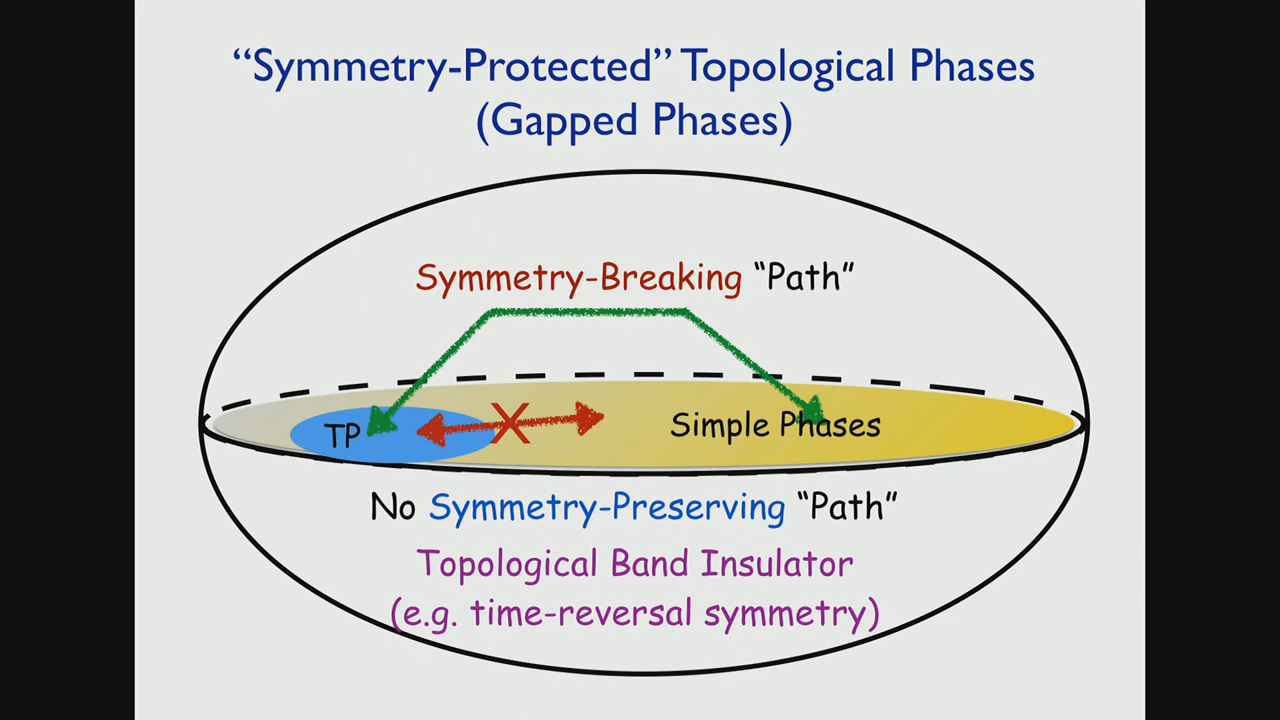 “Symmetry-Protected” Topological Phases
(Gapped Phases)
Symmetry-Breaking “Path”
TP
X
Simple Phases
No Symmetry-Preserving “Path”
Topological Band Insulator
(e.g. time-reversal symmetry)